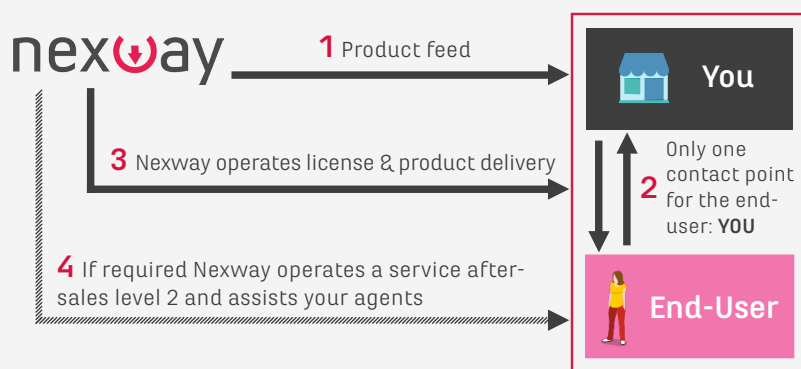 nexway
1 Product feed
You
3 Nexway operates license & product delivery
2 Only one
contact point
for the end-
user: YOU
4 If required Nexway operates a service after-
sales level 2 and assists your agents
End-User